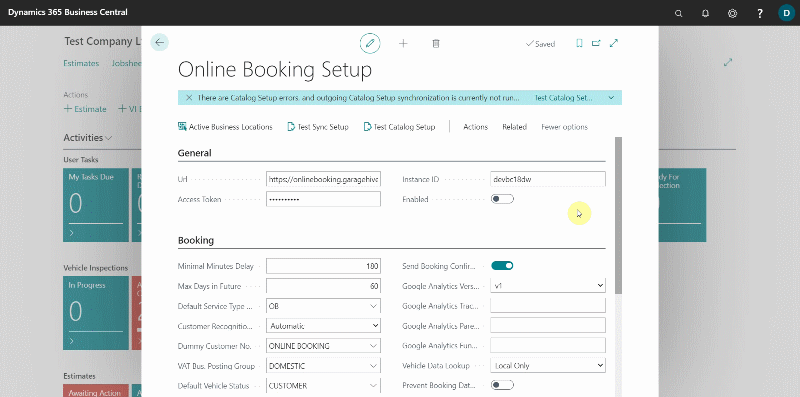 Dynamics 365 Business Central
?
D
Test Company L
Estimates
Jobshee
Actions
+ Estimate
+ VI
Activities
User Tasks
My Tasks Due
0
Vehicle Inspections
In Progress
0
Estimates
Awaiting Action
Saved
Online Booking Setup
There are Catalog Setup errors, and outgoing Catalog Setup synchronization is currently not run...
Test Catalog Set...
Active Business Locations
Test Sync Setup
Test Catalog Setup
Actions
Related
Fewer options
General
Url
https://onlinebooking.garagehive
Instance ID
devbc18dw
Access Token
••••••••••
Enabled
Booking
Minimal Minutes Delay
180
Send Booking Confir...
Max Days in Future
60
Google Analytics Vers...
v1
Default Service Type ...
OB
Google Analytics Trac...
Customer Recognitio...
Automatic
Google Analytics Pare...
Dummy Customer No.
ONLINE BOOKING
Google Analytics Fun...
VAT Bus. Posting Group
DOMESTIC
Vehicle Data Lookup
Local Only
Default Vehicle Status
CUSTOMER
Prevent Booking Dat...